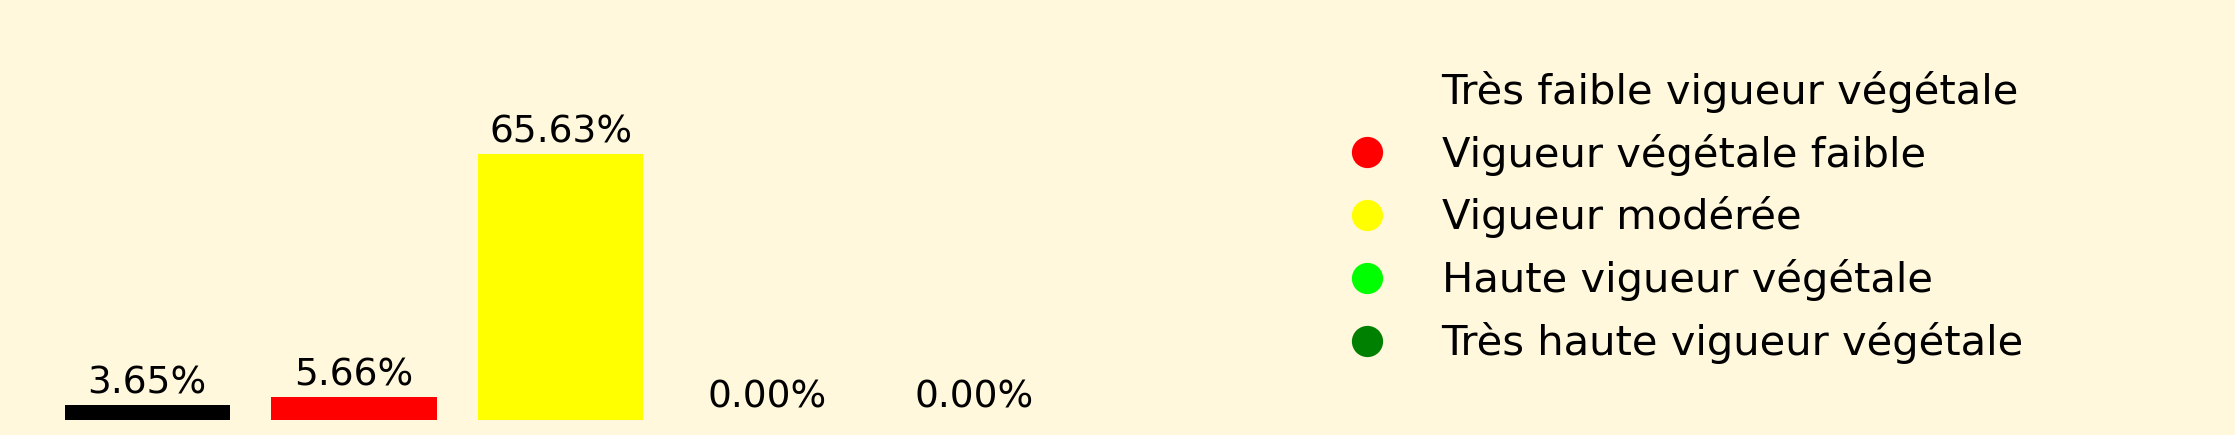 65.63%
3.65%
5.66%
0.00%
0.00%
Très faible vigueur végétale
Vigueur végétale faible
Vigueur modérée
Haute vigueur végétale
Très haute vigueur végétale